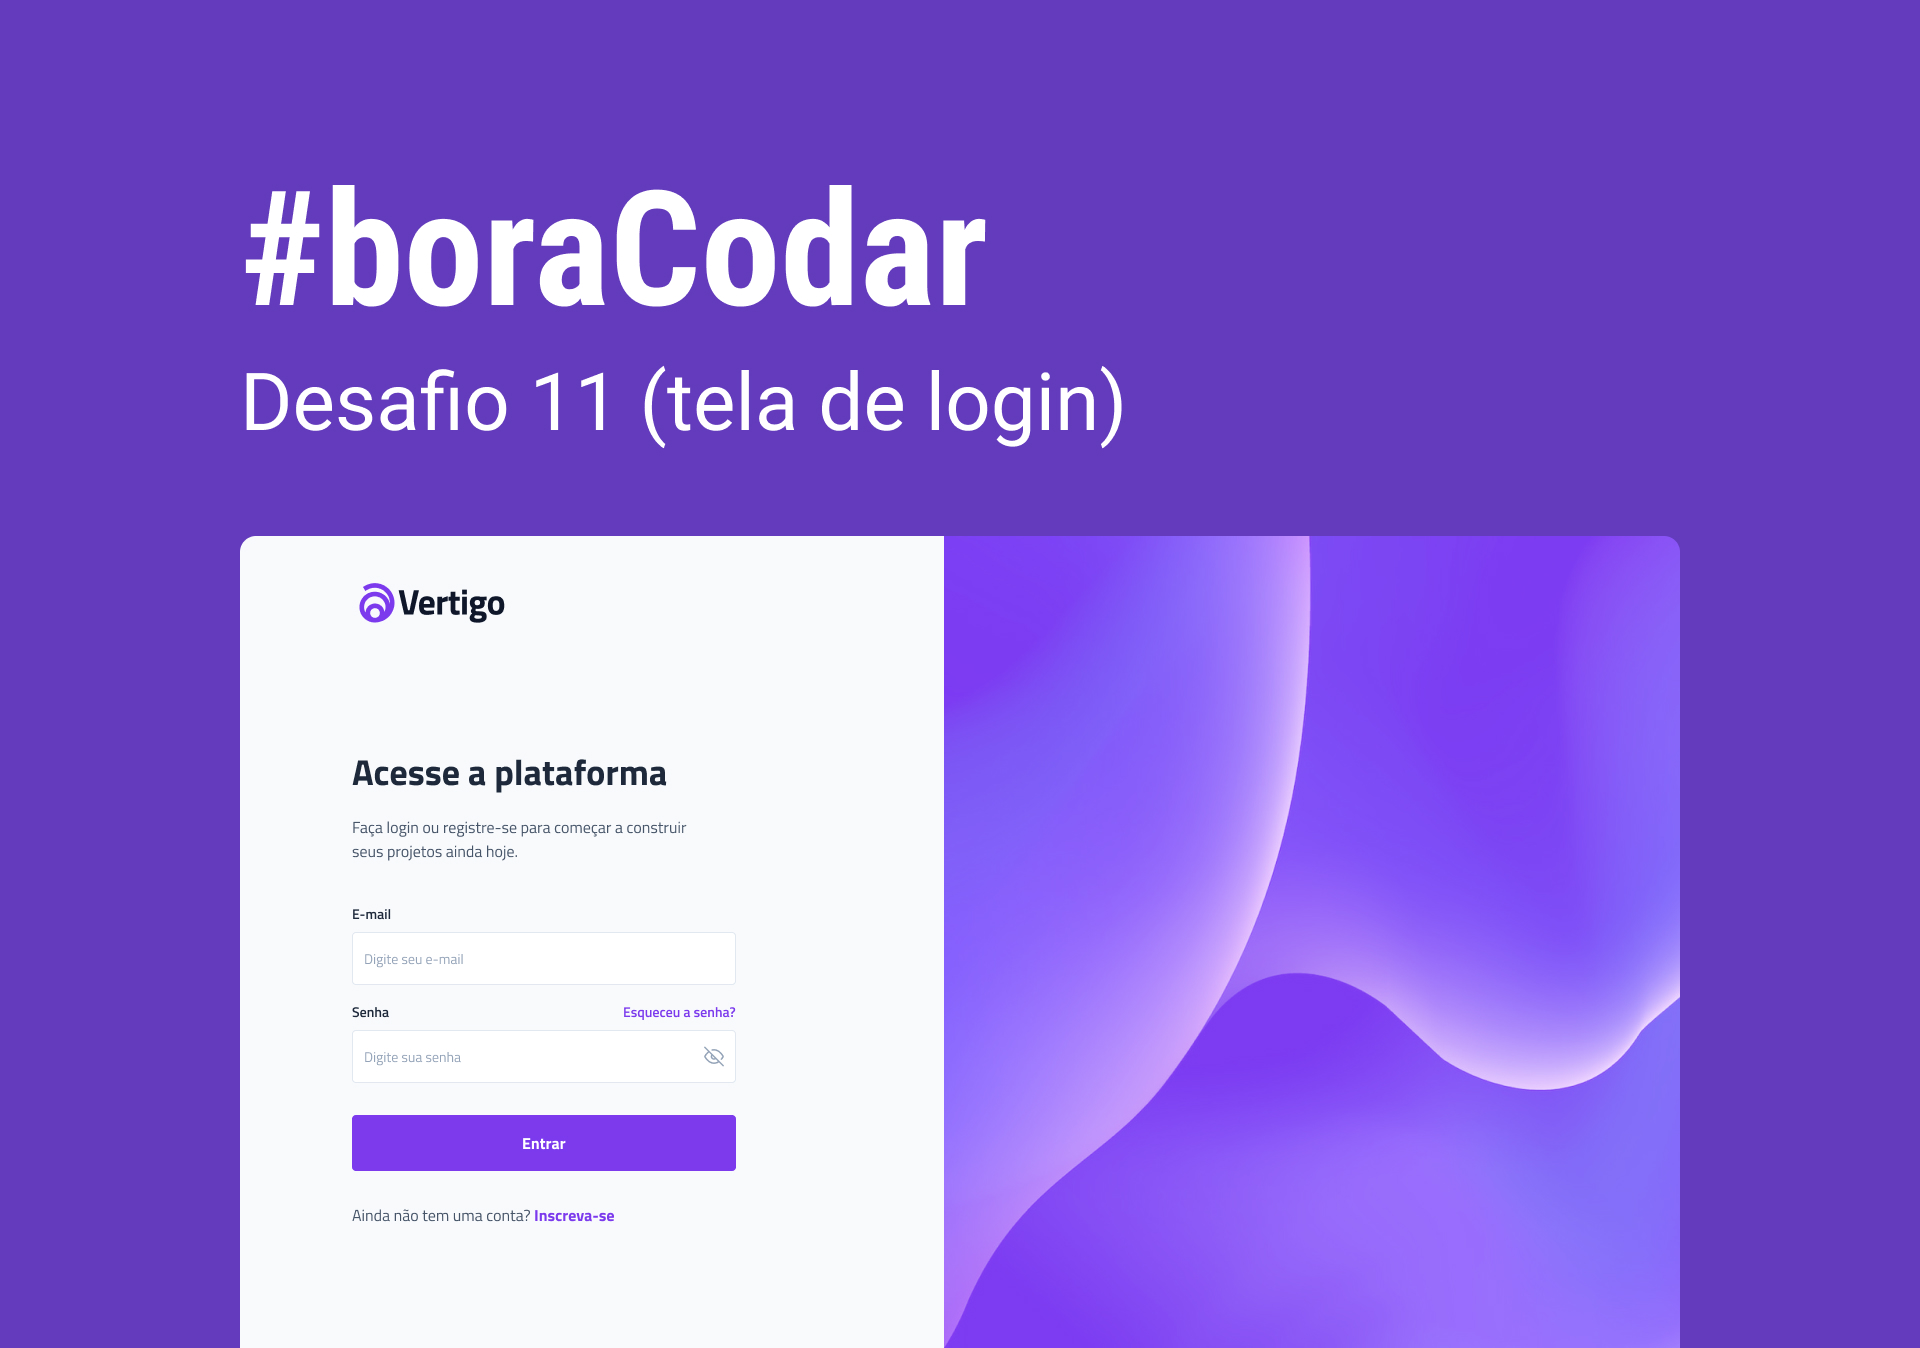 #boraCodar
Desafio 11 (tela de login)
Vertigo
Acesse a plataforma
Faça login ou registre-se para começar a construir
seus projetos ainda hoje.
E-mail
Digite seu e-mail
Senha Esqueceu a senha?
Digite sua senha
Entrar
Ainda não tem uma conta? Inscreva-se